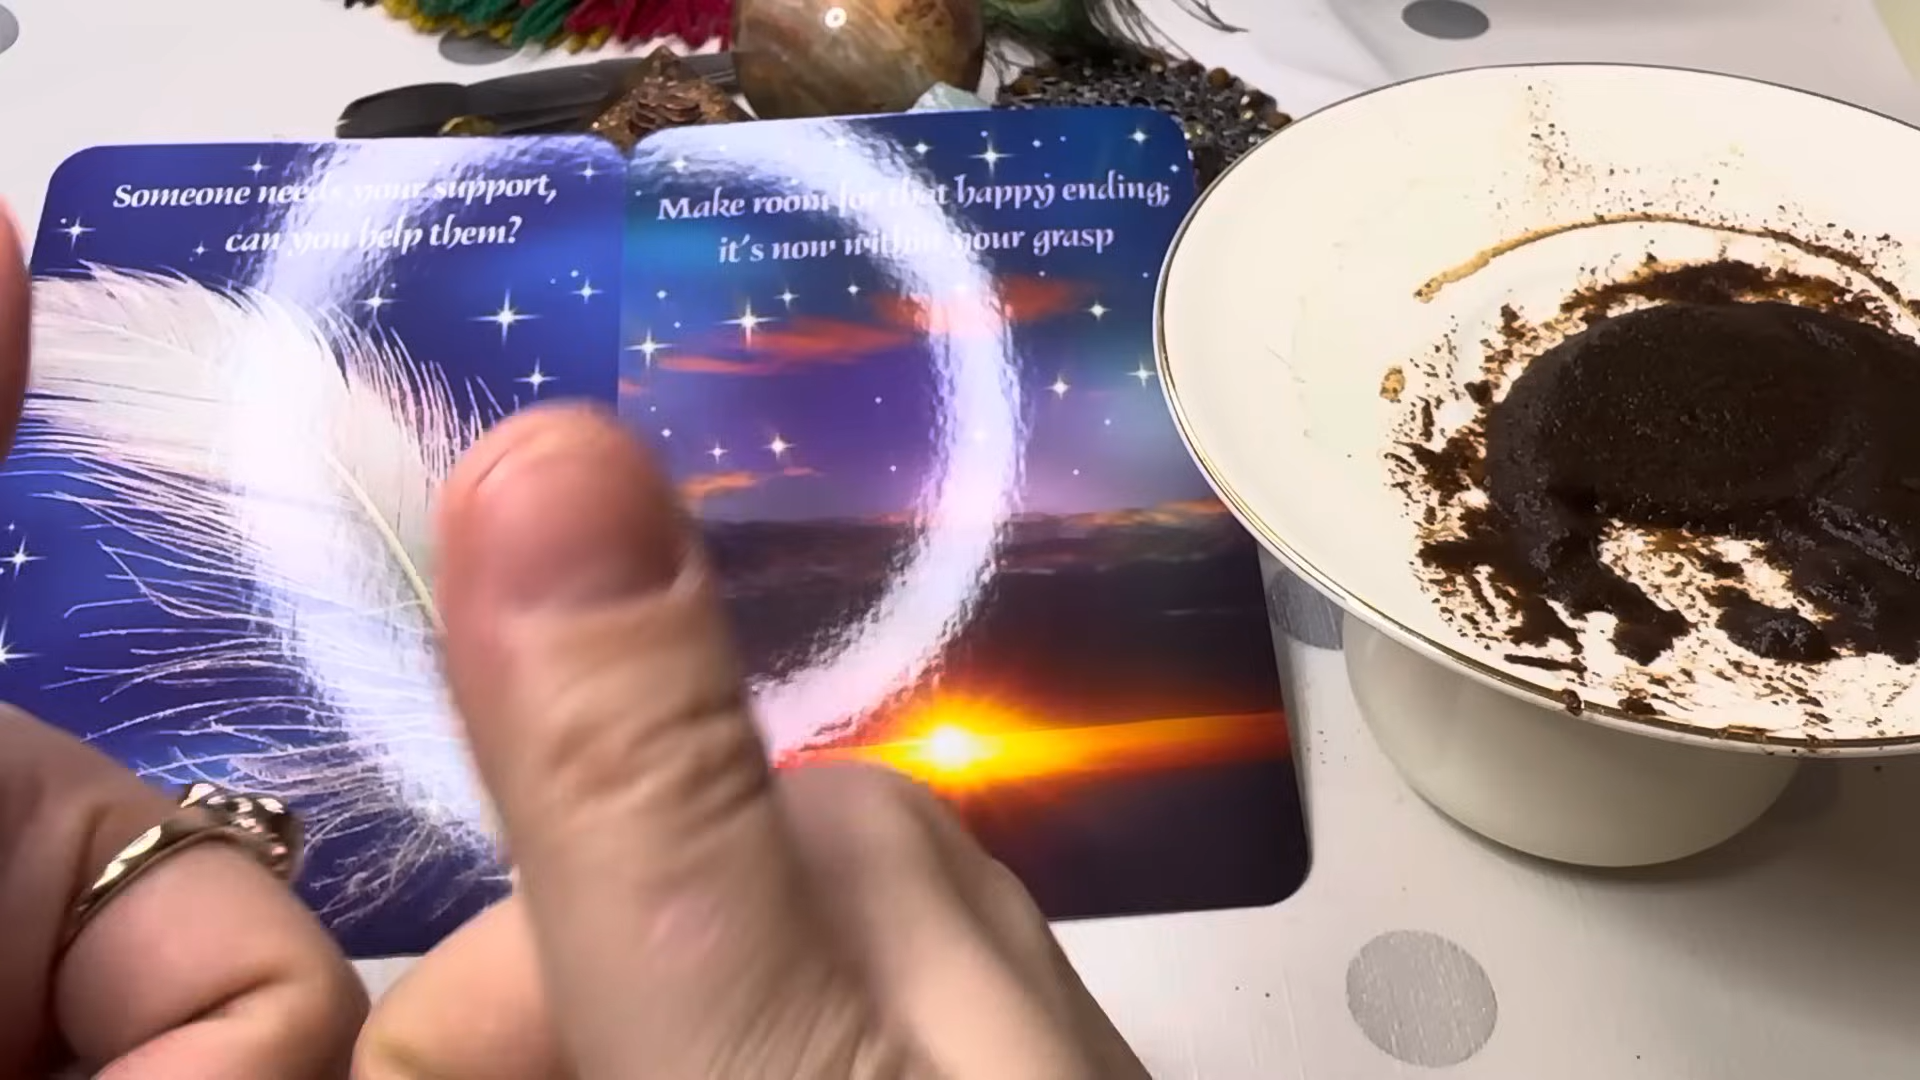 Someone needs your support,
can you help them?
Make room for that happy ending;
it's now within your grasp